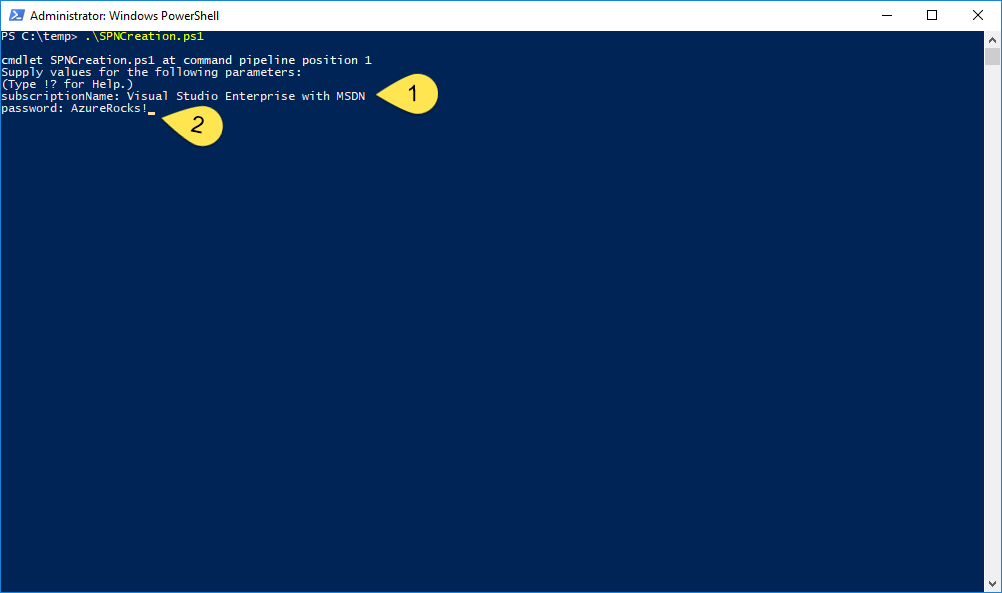 Administrator: Windows PowerShell
PS C:\temp> .\SPNCreation.ps1
cmdlet SPNCreation.ps1 at command pipeline position 1
Supply values for the following parameters:
(Type !? for Help.)
subscriptionName: Visual Studio Enterprise with MSDN
1
password: AzureRocks!
2